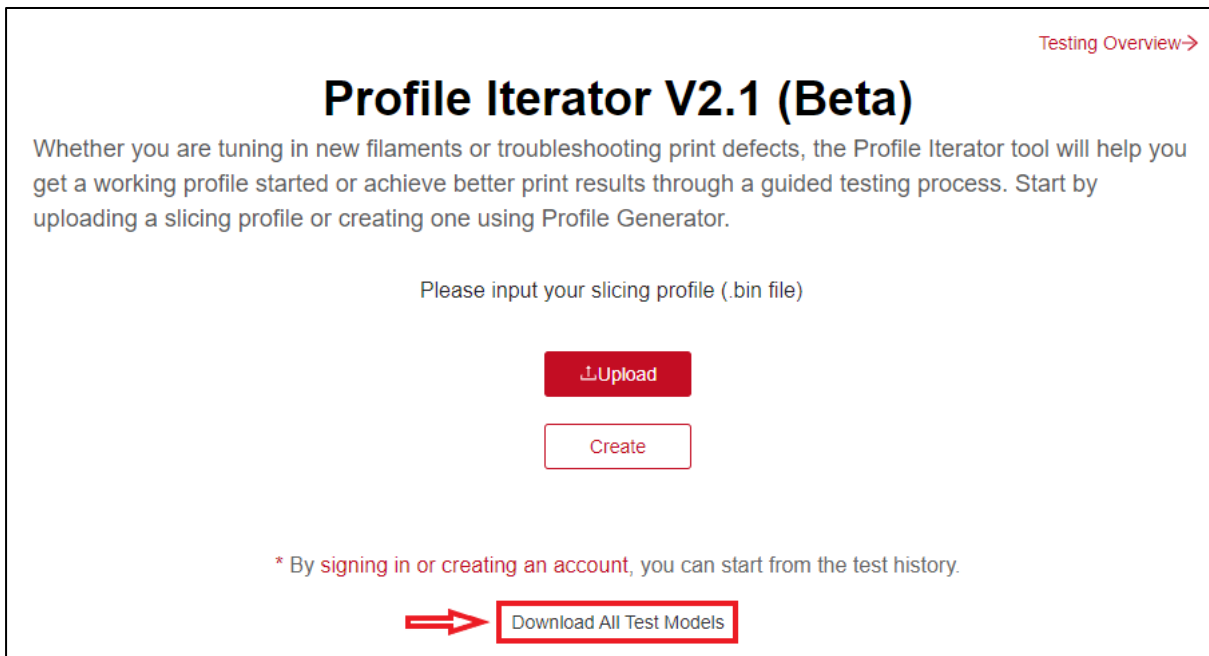 Testing Overview→
Profile Iterator V2.1 (Beta)
Whether you are tuning in new filaments or troubleshooting print defects, the Profile Iterator tool will help you
get a working profile started or achieve better print results through a guided testing process. Start by
uploading a slicing profile or creating one using Profile Generator.
Please input your slicing profile (.bin file)
Upload
Create
* By signing in or creating an account, you can start from the test history.
Download All Test Models